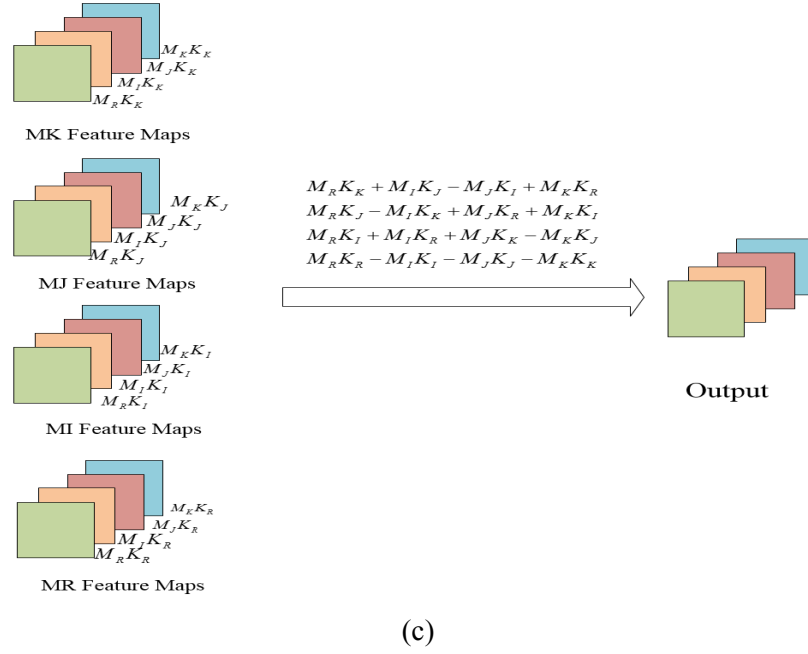 M_K K_K
M_J K_K
M_I K_K
M_R K_K
MK Feature Maps
M_K K_J
M_J K_J
M_I K_J
M_R K_J
MJ Feature Maps
M_K K_I
M_J K_I
M_I K_I
M_R K_I
MI Feature Maps
M_K K_R
M_J K_R
M_I K_R
M_R K_R
MR Feature Maps
M_R K_K + M_I K_J − M_J K_I + M_K K_R
M_R K_J − M_I K_K + M_J K_R + M_K K_I
M_R K_I + M_I K_R + M_J K_K − M_K K_J
M_R K_R − M_I K_I − M_J K_J − M_K K_K
Output
(c)